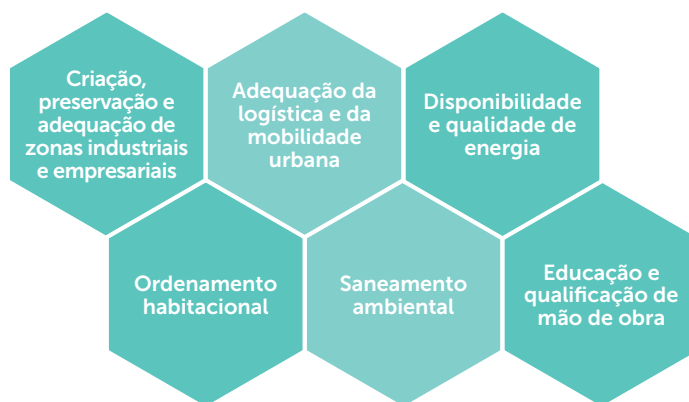 Criação,
preservação e
adequação de
zonas industriais
e empresariais
Adequação da
logística e da
mobilidade
urbana
Disponibilidade
e qualidade de
energia
Ordenamento
habitacional
Saneamento
ambiental
Educação e
qualificação de
mão de obra